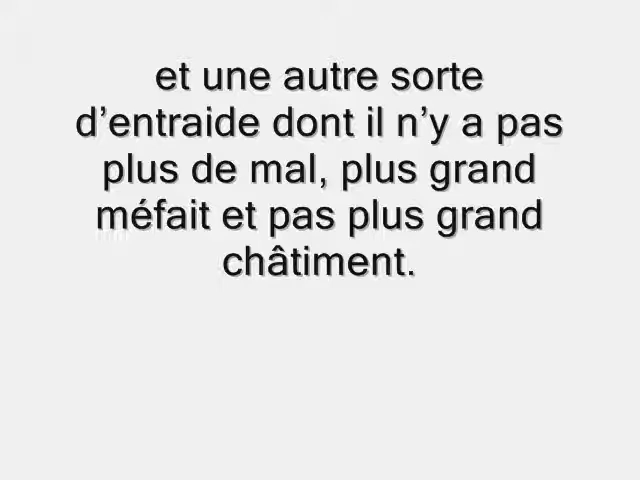 et une autre sorte
d’entraide dont il n’y a pas
plus de mal, plus grand
méfait et pas plus grand
châtiment.